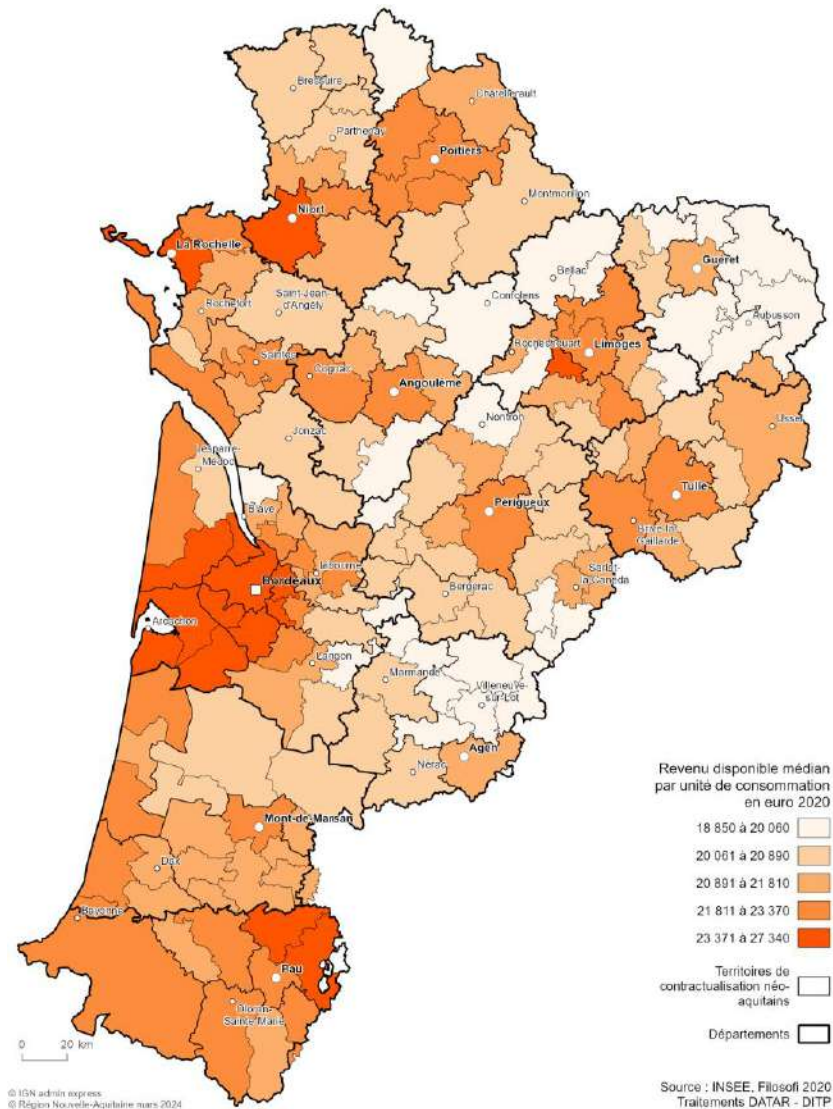 Bressuire
Châtellerault
Parthenay
Poitiers
Montmorillon
Niort
La Rochelle
Guéret
Bellac
Rochefort
Saint-Jean-
d'Angély
Confolens
Aubusson
Rochechouart
Limoges
Saintes
Cognac
Angoulême
Nontron
Ussel
Jonzac
Lesparre-
Médoc
Tulle
Périgueux
Blaye
Brive-la-
Gaillarde
Libourne
Sarlat-
la-Canéda
Bordeaux
Bergerac
Arcachon
Langon
Marmande
Villeneuve-
sur-Lot
Agen
Nérac
Mont-de-Marsan
Dax
Bayonne
Pau
Oloron-
Sainte-Marie
Revenu disponible médian
par unité de consommation
en euro 2020
18 850 à 20 060
20 061 à 20 890
20 891 à 21 810
21 811 à 23 370
23 371 à 27 340
Territoires de
contractualisation néo-
aquitains
Départements
0 20 km
© IGN admin express
© Région Nouvelle-Aquitaine mars 2024
Source : INSEE, Filosofi 2020
Traitements DATAR - DITP